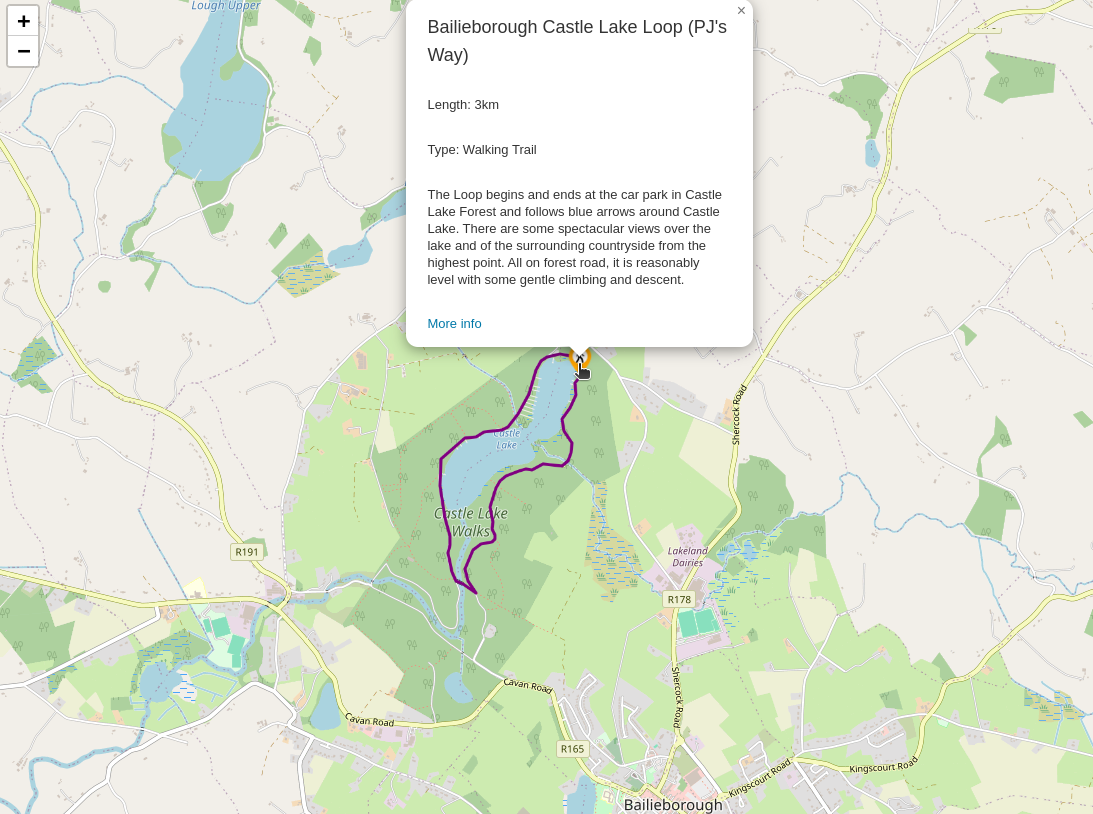 Lough Upper
+
−
×
Bailieborough Castle Lake Loop (PJ's
Way)
Length: 3km
Type: Walking Trail
The Loop begins and ends at the car park in Castle
Lake Forest and follows blue arrows around Castle
Lake. There are some spectacular views over the
lake and of the surrounding countryside from the
highest point. All on forest road, it is reasonably
level with some gentle climbing and descent.
More info
Shercock Road
Castle
Lake
Castle Lake
Walks
R191
Lakeland
Dairies
R178
Shercock Road
Cavan Road
Cavan Road
R165
Kingscourt Road
Kingscourt Road
Bailieborough